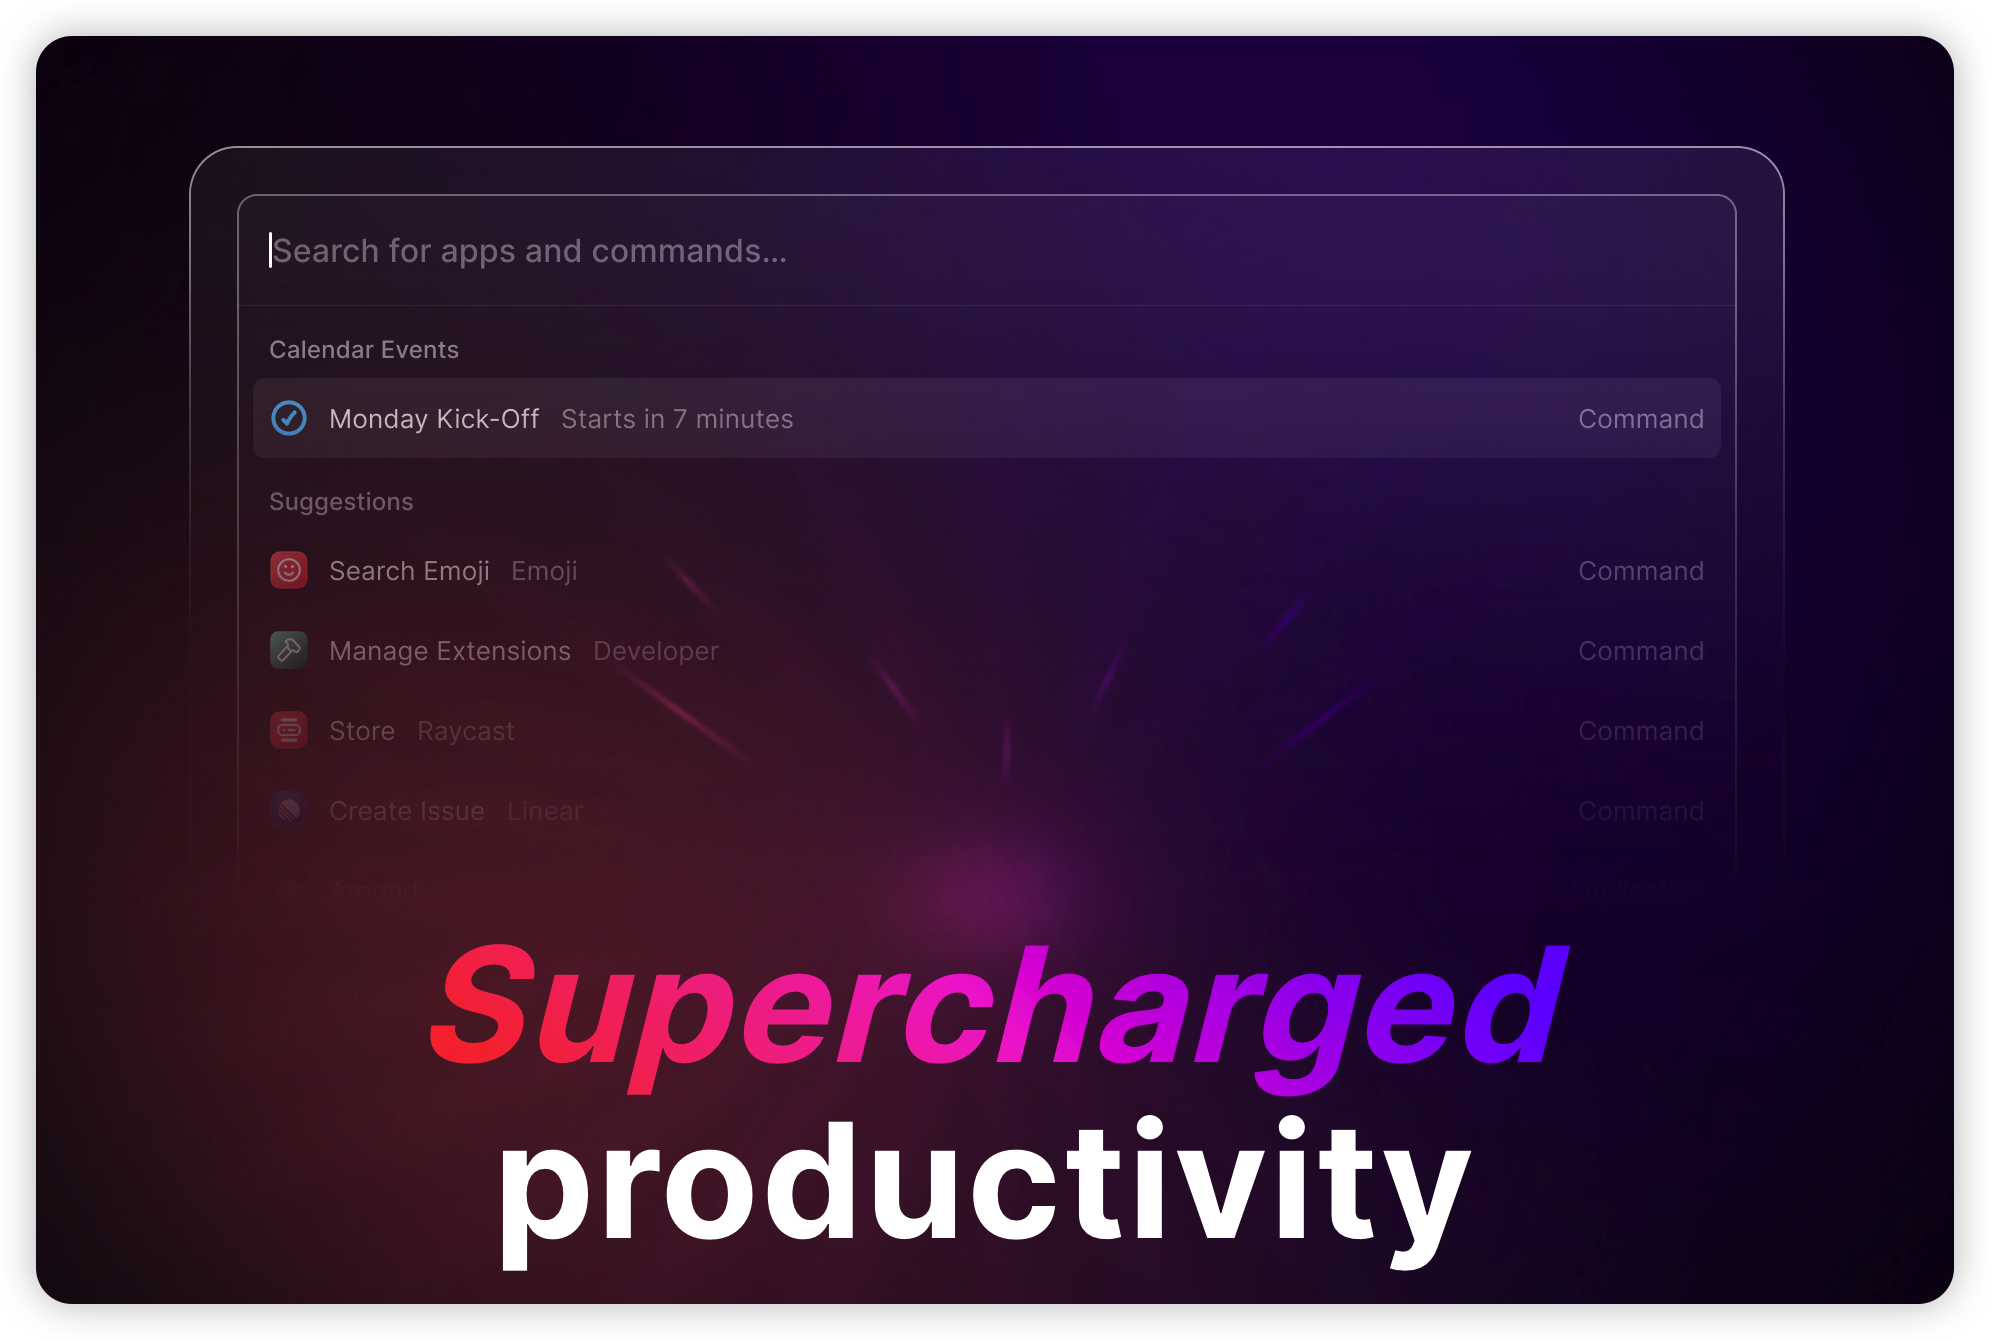 Search for apps and commands...
Calendar Events
Monday Kick-Off Starts in 7 minutes Command
Suggestions
Search Emoji Emoji Command
Manage Extensions Developer Command
Store Raycast Command
Create Issue Linear Command
Around
Supercharged
productivity